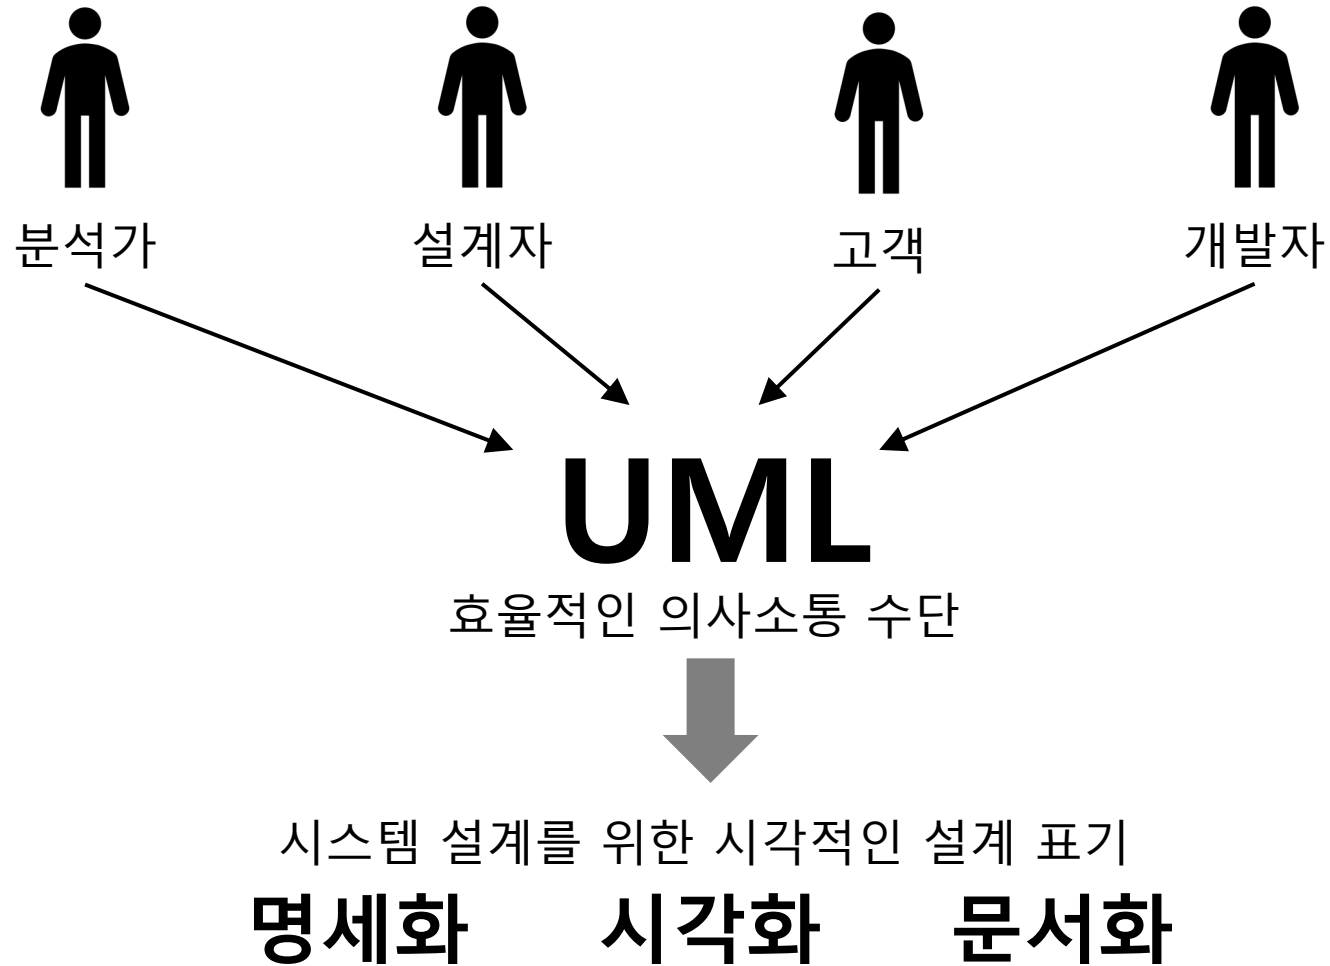 분석가 설계자 고객 개발자
UML
효율적인 의사소통 수단
시스템 설계를 위한 시각적인 설계 표기
명세화 시각화 문서화